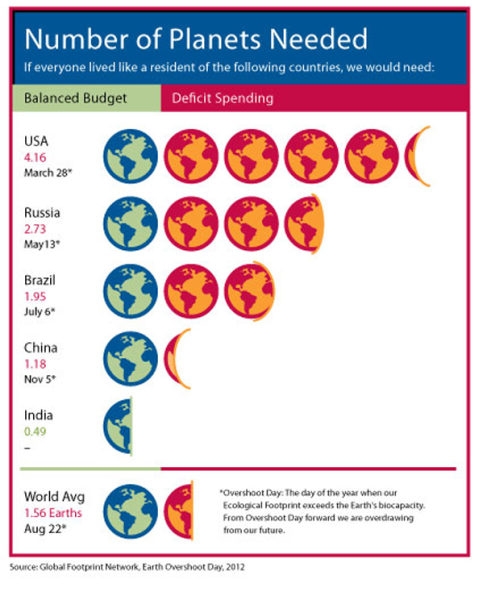 Number of Planets Needed
If everyone lived like a resident of the following countries, we would need:
Balanced Budget
Deficit Spending
USA
4.16
March 28*
Russia
2.73
May13*
Brazil
1.95
July 6*
China
1.18
Nov 5*
India
0.49
–
World Avg
1.56 Earths
Aug 22*
*Overshoot Day: The day of the year when our
Ecological Footprint exceeds the Earth's biocapacity.
From Overshoot Day forward we are overdrawing
from our future.
Source: Global Footprint Network, Earth Overshoot Day, 2012